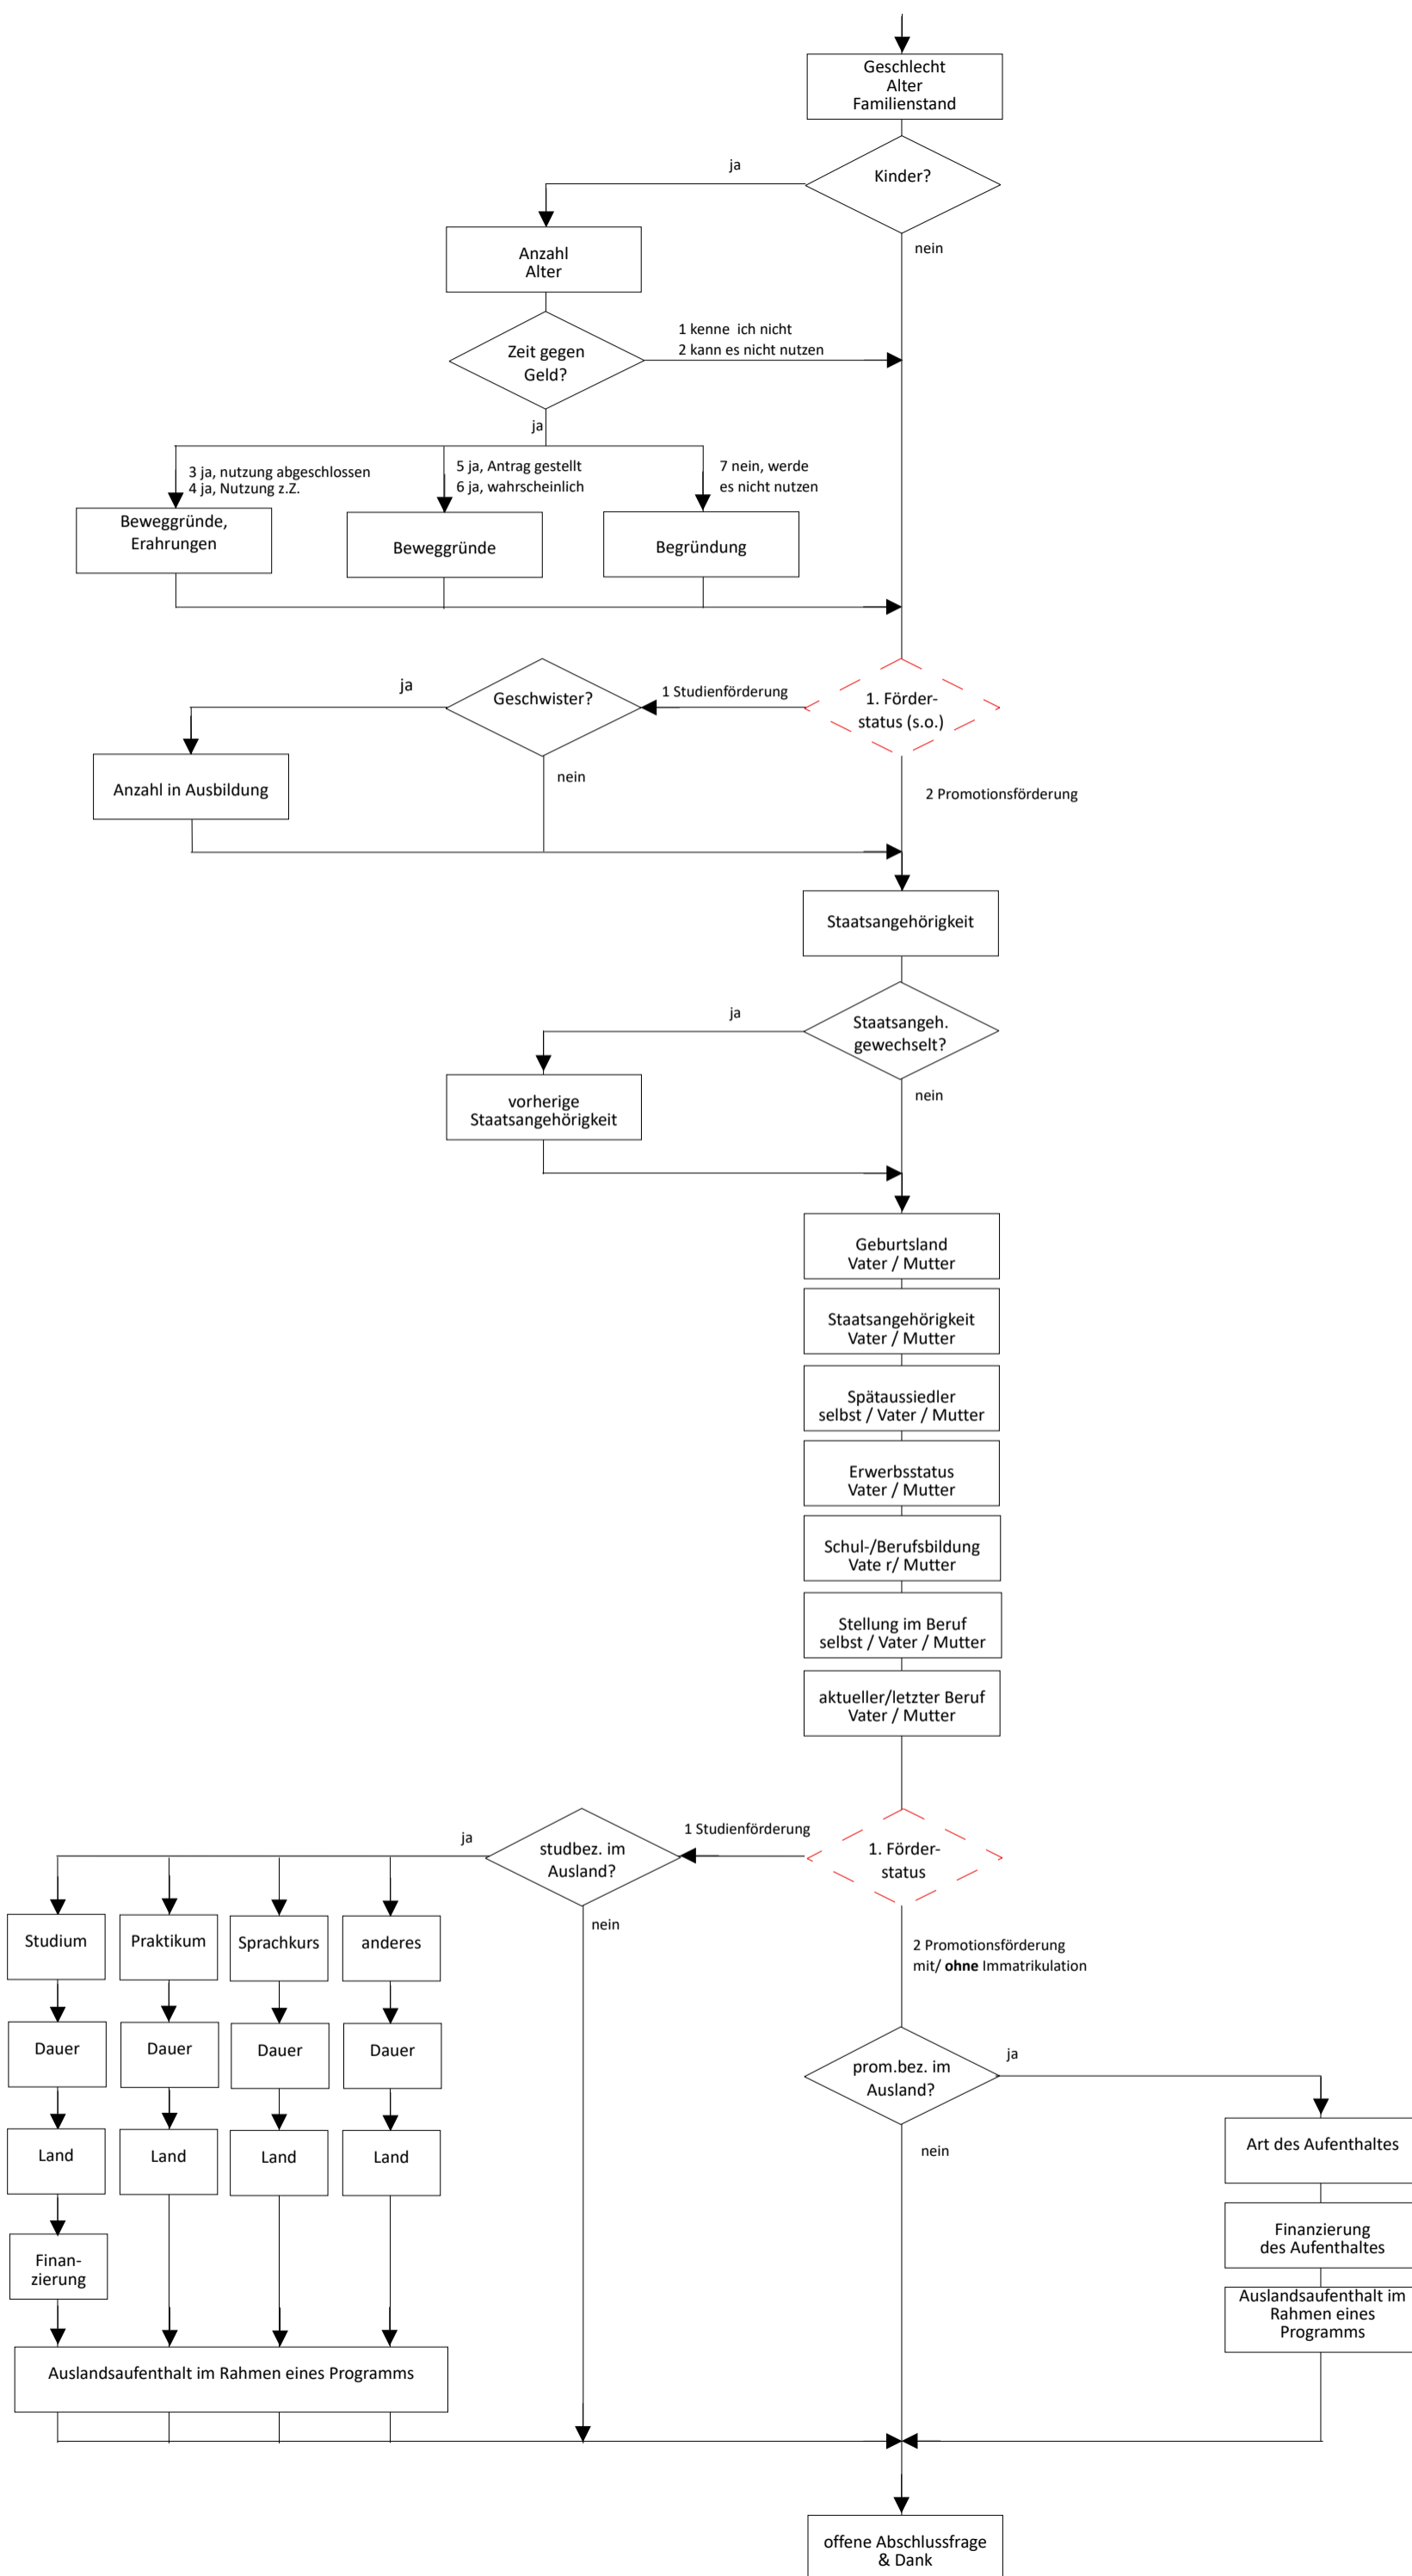 Geschlecht
Alter
Familienstand
ja
Kinder?
nein
Anzahl
Alter
1 kenne  ich nicht
2 kann es nicht nutzen
Zeit gegen
Geld?
ja
3 ja, nutzung abgeschlossen
4 ja, Nutzung z.Z.
5 ja, Antrag gestellt
6 ja, wahrscheinlich
7 nein, werde
es nicht nutzen
Beweggründe,
Erahrungen
Beweggründe
Begründung
ja
Geschwister?
1 Studienförderung
1. Förder-
status (s.o.)
nein
Anzahl in Ausbildung
2 Promotionsförderung
Staatsangehörigkeit
ja
Staatsangeh.
gewechselt?
nein
vorherige
Staatsangehörigkeit
Geburtsland
Vater / Mutter
Staatsangehörigkeit
Vater / Mutter
Spätaussiedler
selbst / Vater / Mutter
Erwerbsstatus
Vater / Mutter
Schul-/Berufsbildung
Vate r/ Mutter
Stellung im Beruf
selbst / Vater / Mutter
aktueller/letzter Beruf
Vater / Mutter
ja
studbez. im
Ausland?
1 Studienförderung
1. Förder-
status
nein
2 Promotionsförderung
mit/ ohne Immatrikulation
Studium
Praktikum
Sprachkurs
anderes
Dauer
Dauer
Dauer
Dauer
prom.bez. im
Ausland?
ja
nein
Land
Land
Land
Land
Art des Aufenthaltes
Finan-
zierung
Finanzierung
des Aufenthaltes
Auslandsaufenthalt im
Rahmen eines
Programms
Auslandsaufenthalt im Rahmen eines Programms
offene Abschlussfrage
& Dank